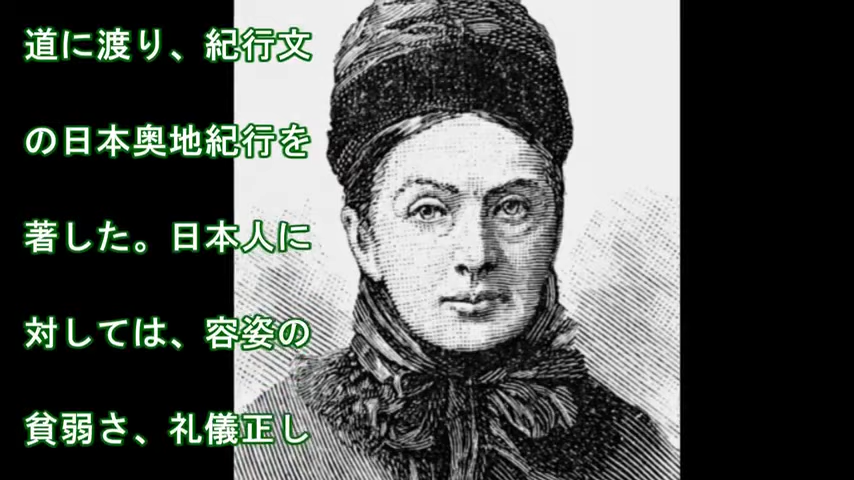 道に渡り、紀行文
の日本奥地紀行を
著した。日本人に
対しては、容姿の
貧弱さ、礼儀正し